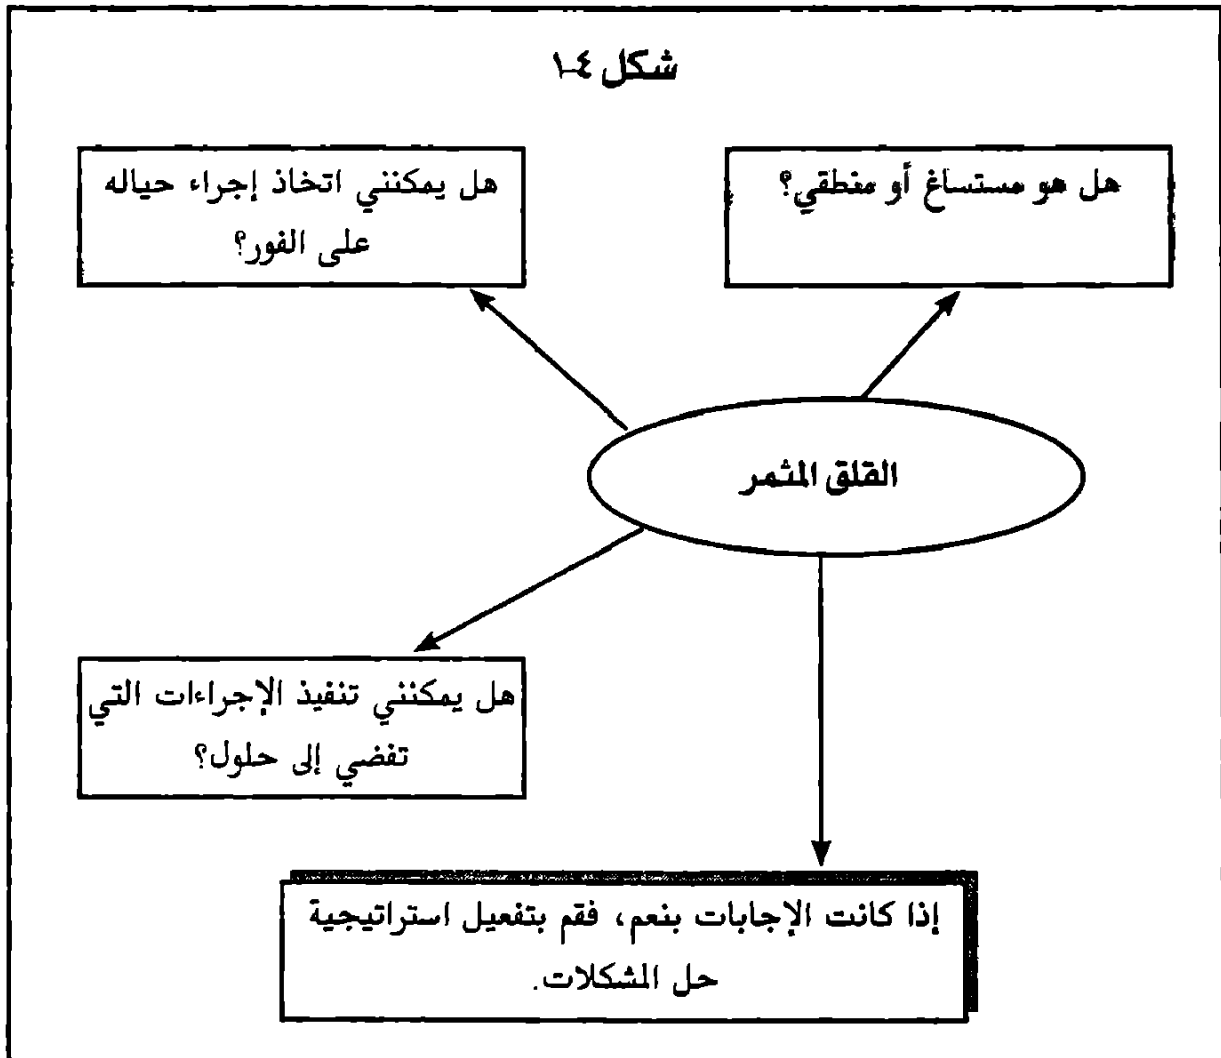 شكل ٤-١
هل هو مستساغ أو منطقي؟
هل يمكنني اتخاذ إجراء حياله
على الفور؟
القلق المثمر
هل يمكنني تنفيذ الإجراءات التي
تفضي إلى حلول؟
إذا كانت الإجابات بنعم، فقم بتفعيل استراتيجية
حل المشكلات.